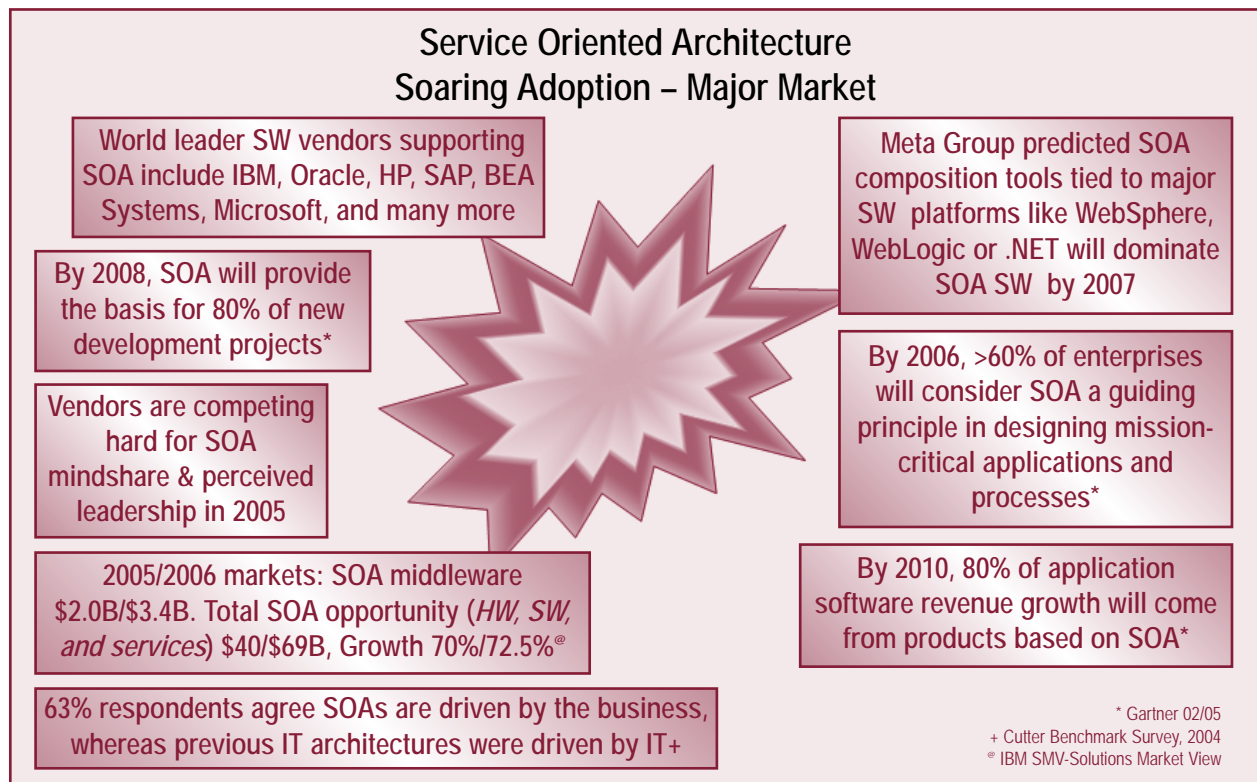 Service Oriented Architecture
Soaring Adoption – Major Market
World leader SW vendors supporting
SOA include IBM, Oracle, HP, SAP, BEA
Systems, Microsoft, and many more
By 2008, SOA will provide
the basis for 80% of new
development projects*
Vendors are competing
hard for SOA
mindshare & perceived
leadership in 2005
2005/2006 markets: SOA middleware
$2.0B/$3.4B. Total SOA opportunity (HW, SW,
and services) $40/$69B, Growth 70%/72.5%@
63% respondents agree SOAs are driven by the business,
whereas previous IT architectures were driven by IT+
Meta Group predicted SOA
composition tools tied to major
SW platforms like WebSphere,
WebLogic or .NET will dominate
SOA SW by 2007
By 2006, >60% of enterprises
will consider SOA a guiding
principle in designing mission-
critical applications and
processes*
By 2010, 80% of application
software revenue growth will come
from products based on SOA*
* Gartner 02/05
+ Cutter Benchmark Survey, 2004
@ IBM SMV-Solutions Market View